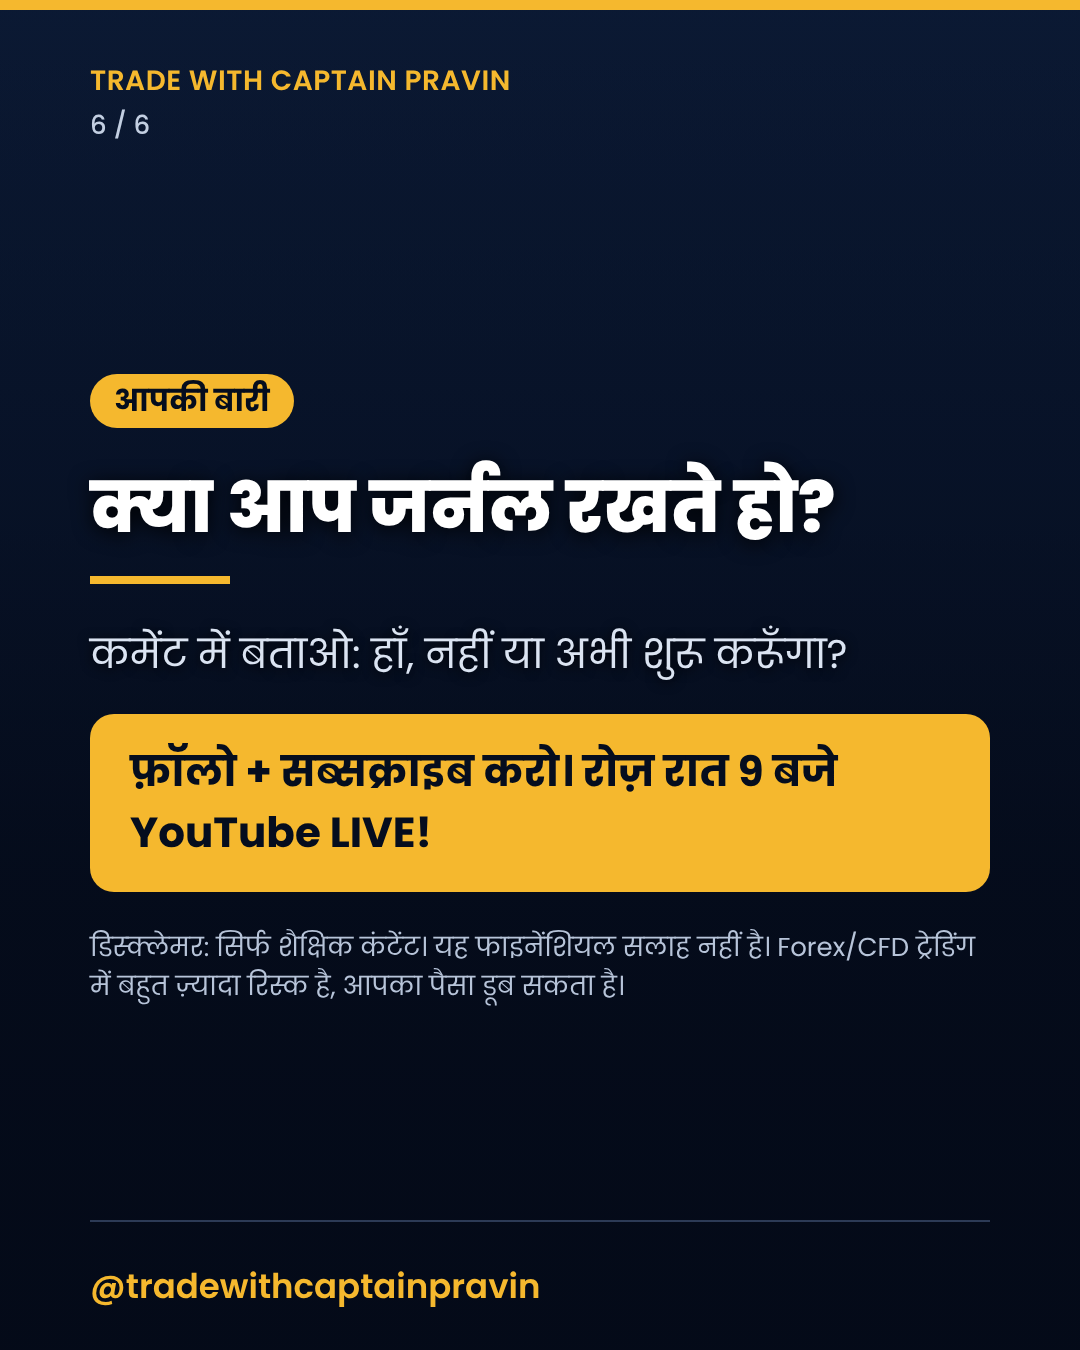 TRADE WITH CAPTAIN PRAVIN
6 / 6
आपकी बारी
क्या आप जर्नल रखते हो?
कमेंट में बताओ: हाँ, नहीं या अभी शुरू करूँगा?
फ़ॉलो + सब्सक्राइब करो। रोज़ रात 9 बजे
YouTube LIVE!
डिस्क्लेमर: सिर्फ शैक्षिक कंटेंट। यह फाइनेंशियल सलाह नहीं है। Forex/CFD ट्रेडिंग
में बहुत ज़्यादा रिस्क है, आपका पैसा डूब सकता है।
@tradewithcaptainpravin